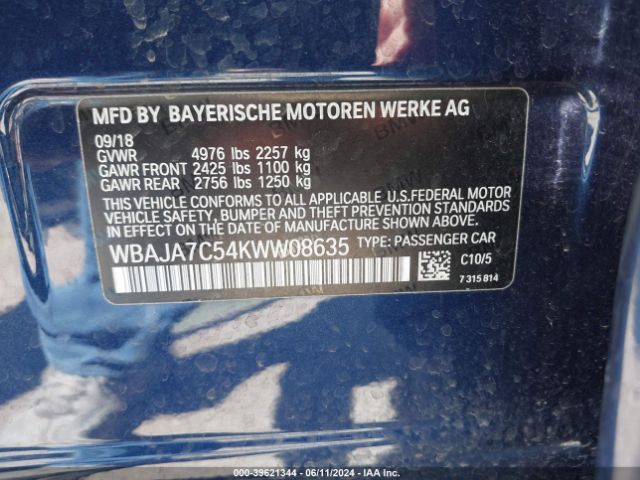 MFD BY BAYERISCHE MOTOREN WERKE AG
09/18
GVWR 4976 lbs 2257 kg
GAWR FRONT 2425 lbs 1100 kg
GAWR REAR 2756 lbs 1250 kg
THIS VEHICLE CONFORMS TO ALL APPLICABLE U.S.FEDERAL MOTOR
VEHICLE SAFETY, BUMPER AND THEFT PREVENTION STANDARDS
IN EFFECT ON THE DATE OF MANUFACTURE SHOWN ABOVE.
WBAJA7C54KWW08635 TYPE: PASSENGER CAR
C10/5
7 315 814
000-39621344 - 06/11/2024 - IAA Inc.